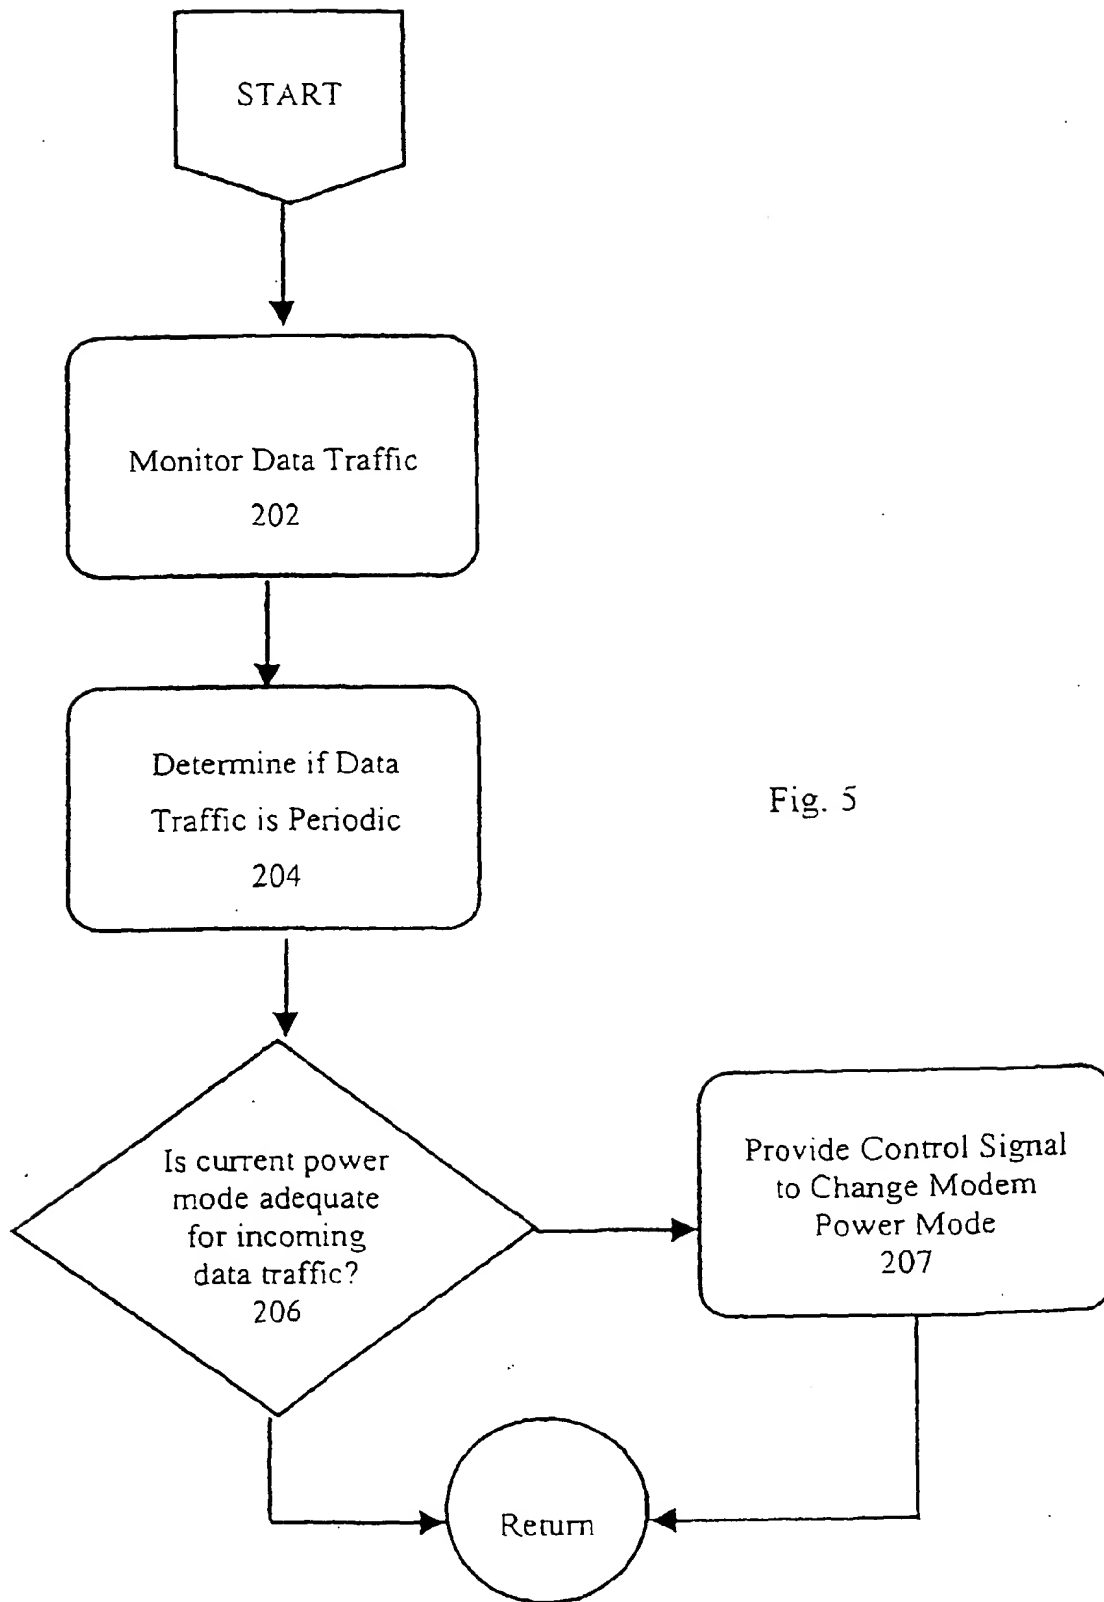 START
Monitor Data Traffic
202
Determine if Data
Traffic is Periodic
204
Fig. 5
Is current power
mode adequate
for incoming
data traffic?
206
Provide Control Signal
to Change Modem
Power Mode
207
Return